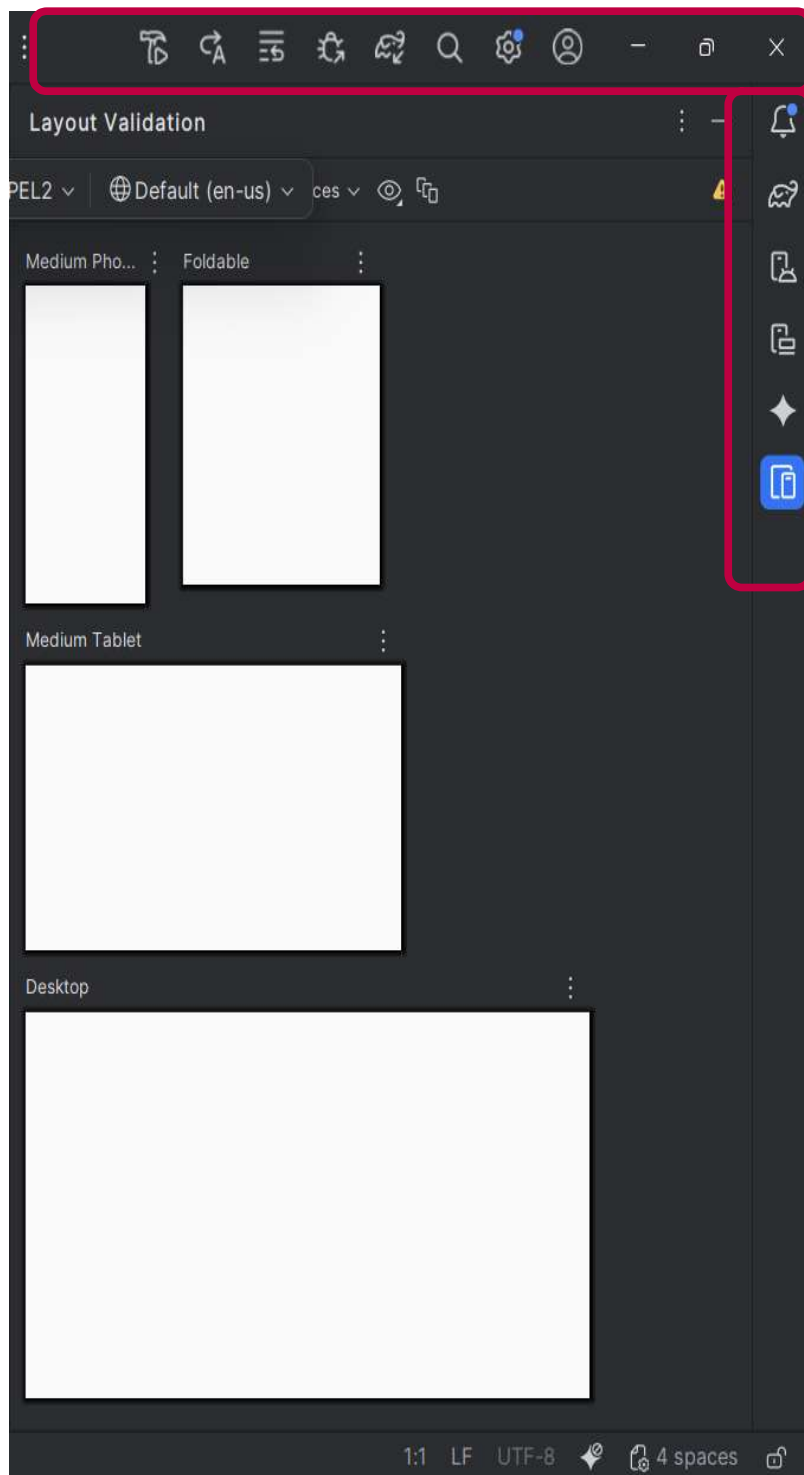 Layout Validation
PEL2 Default (en-us) ces
Medium Pho... Foldable
Medium Tablet
Desktop
1:1 LF UTF-8 4 spaces